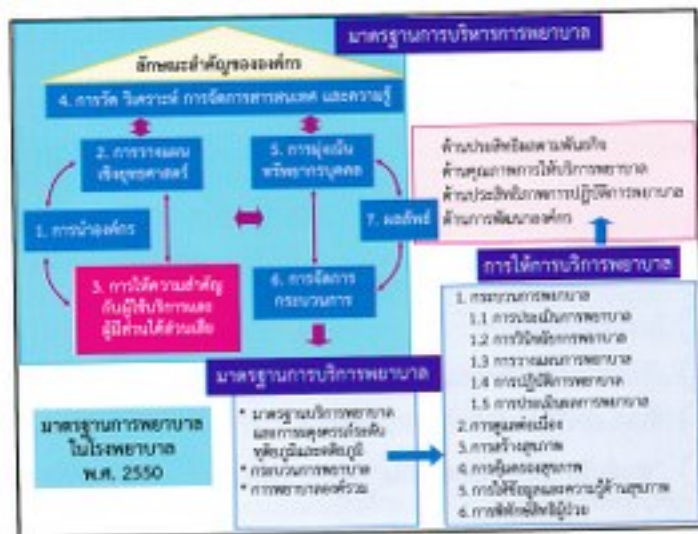 มาตรฐานการบริหารการพยาบาล
ลักษณะสำคัญขององค์กร
4. การวัด วิเคราะห์ การจัดการสารสนเทศ และความรู้
2. การวางแผน
เชิงยุทธศาสตร์
5. การมุ่งเน้น
ทรัพยากรบุคคล
1. การนำองค์กร
7. ผลลัพธ์
3. การให้ความสำคัญ
กับผู้ใช้บริการและ
ผู้มีส่วนได้ส่วนเสีย
6. การจัดการ
กระบวนการ
ด้านประสิทธิผลตามพันธกิจ
ด้านคุณภาพการให้บริการพยาบาล
ด้านประสิทธิภาพการปฏิบัติการพยาบาล
ด้านการพัฒนาองค์กร
การให้การบริการพยาบาล
1. กระบวนการพยาบาล
1.1 การประเมินการพยาบาล
1.2 การวินิจฉัยการพยาบาล
1.3 การวางแผนการพยาบาล
1.4 การปฏิบัติการพยาบาล
1.5 การประเมินผลการพยาบาล
2. การดูแลต่อเนื่อง
3. การสร้างสุขภาพ
4. การคุ้มครองสุขภาพ
5. การให้ข้อมูลและความรู้ด้านสุขภาพ
6. การพิทักษ์สิทธิผู้ป่วย
มาตรฐานการบริการพยาบาล
* มาตรฐานบริการพยาบาล
และการผดุงครรภ์ระดับ
ทุติยภูมิและตติยภูมิ
* กระบวนการพยาบาล
* การพยาบาลองค์รวม
มาตรฐานการพยาบาล
ในโรงพยาบาล
พ.ศ. 2550